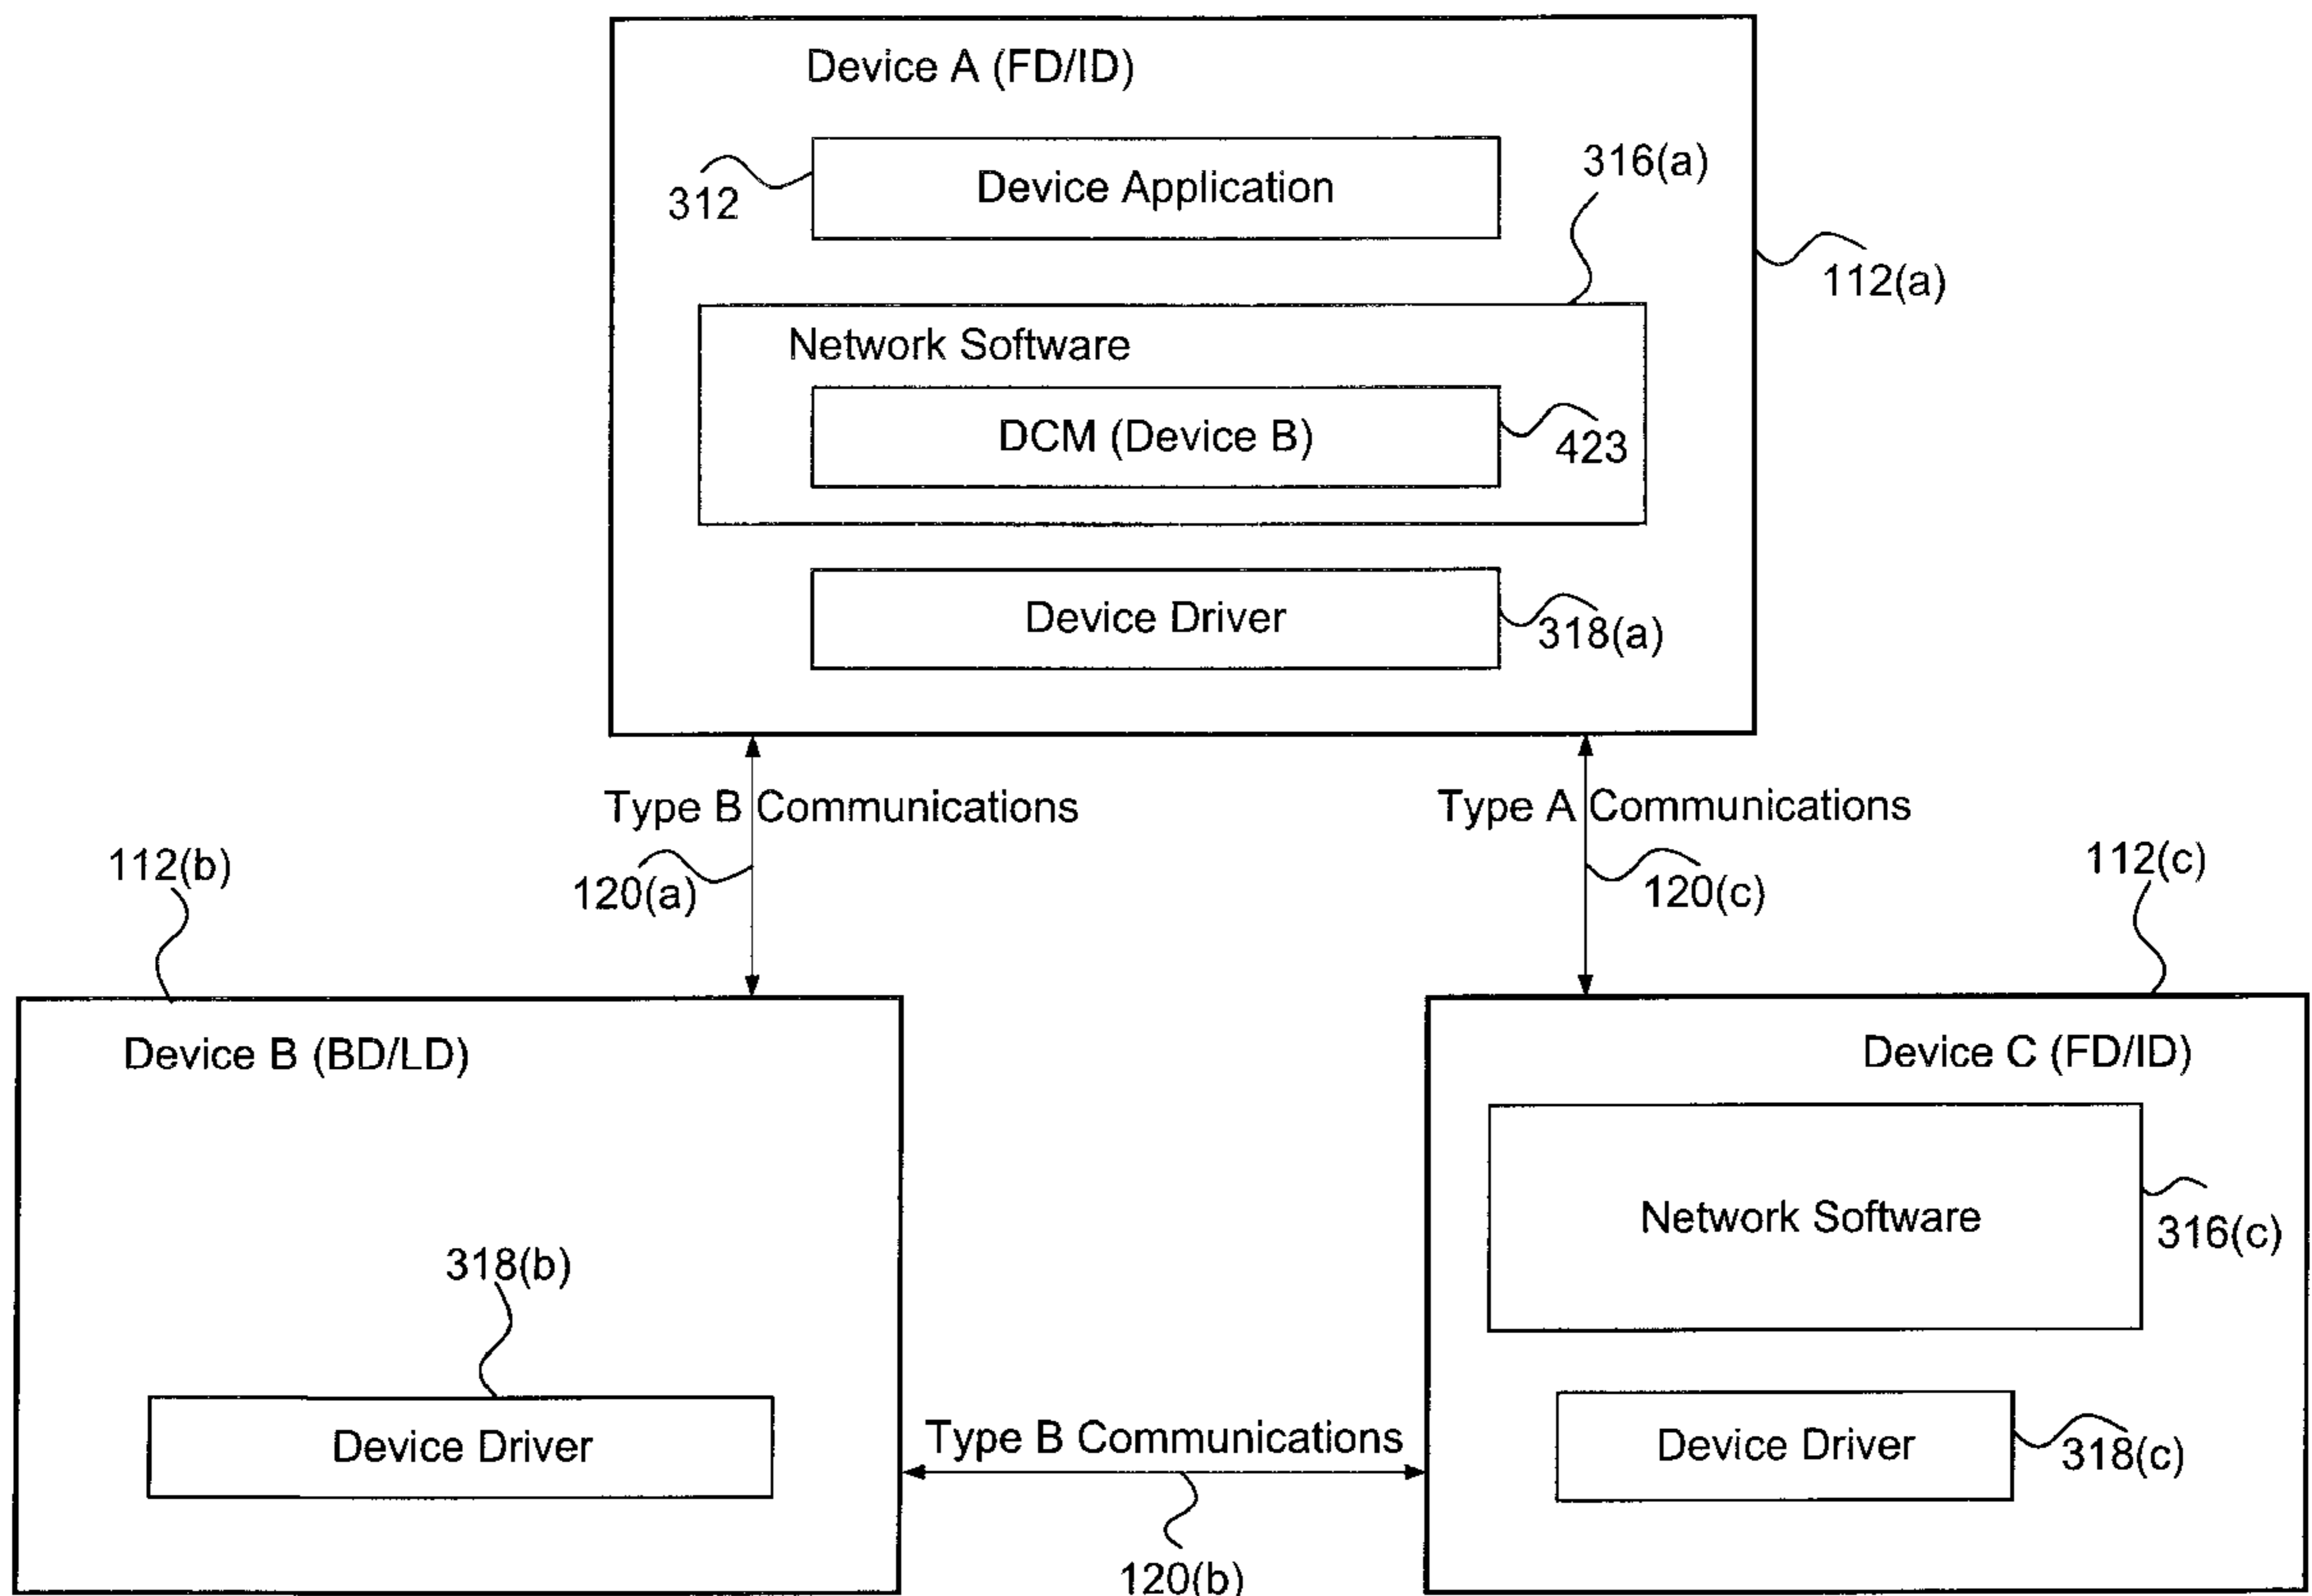 Device A (FD/ID)
316(a)
Device Application
312
112(a)
Network Software
DCM (Device B)
423
Device Driver
318(a)
Type B Communications
Type A Communications
112(b)
120(a)
120(c)
112(c)
Device B (BD/LD)
Device C (FD/ID)
Network Software
316(c)
318(b)
Device Driver
Type B Communications
Device Driver
318(c)
120(b)